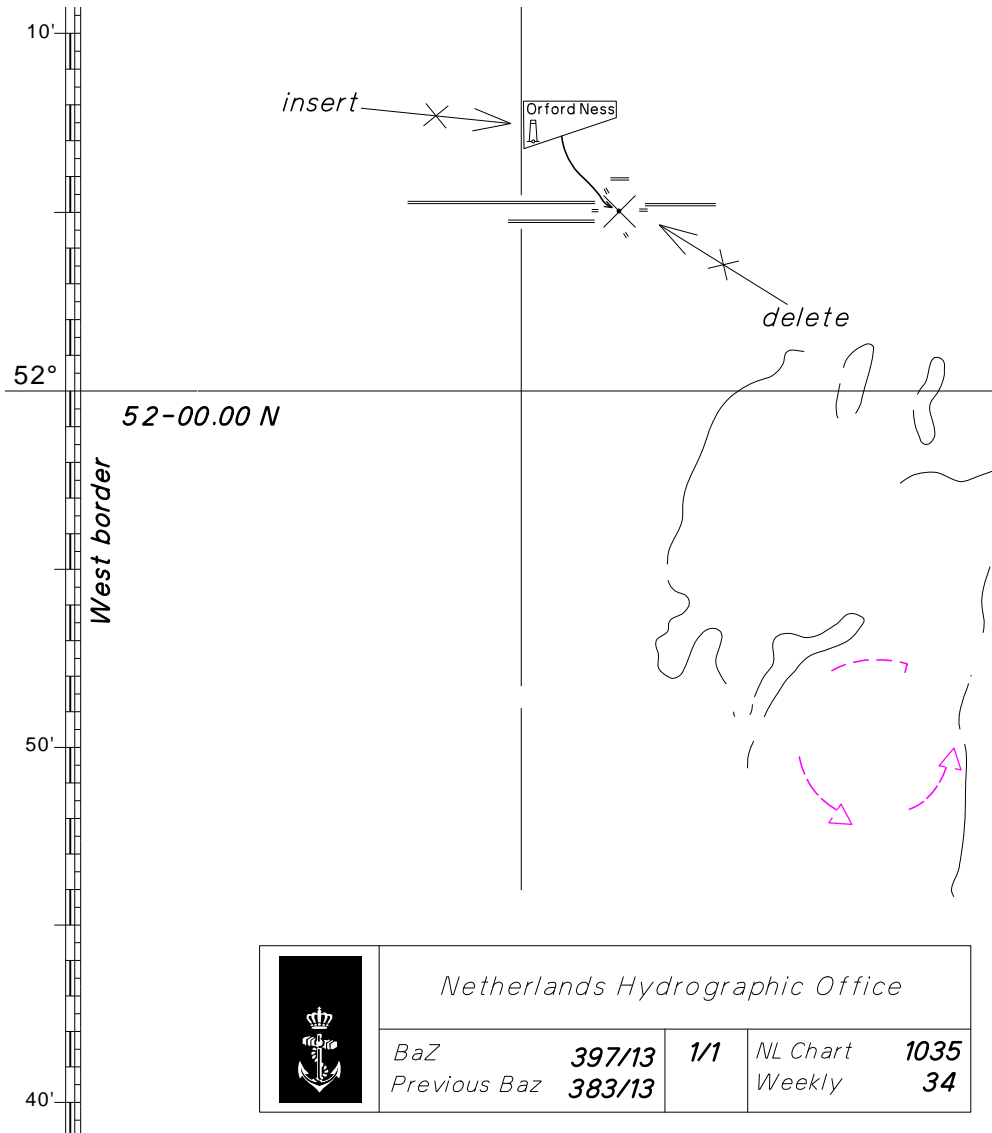 10'
insert
Orford Ness
delete
52°
52-00.00 N
West border
50'
40'
Netherlands Hydrographic Office
BaZ 397/13 1/1 NL Chart 1035
Previous Baz 383/13 Weekly 34